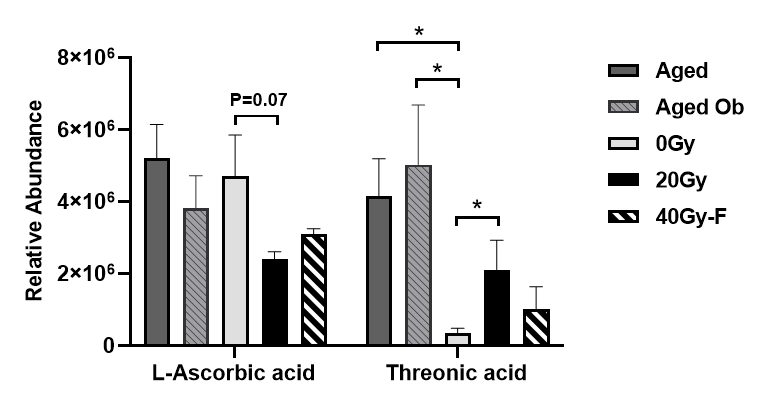 *
8×10⁶
*
P=0.07
6×10⁶
4×10⁶
*
2×10⁶
0
Relative Abundance
L-Ascorbic acid
Threonic acid
Aged
Aged Ob
0Gy
20Gy
40Gy-F